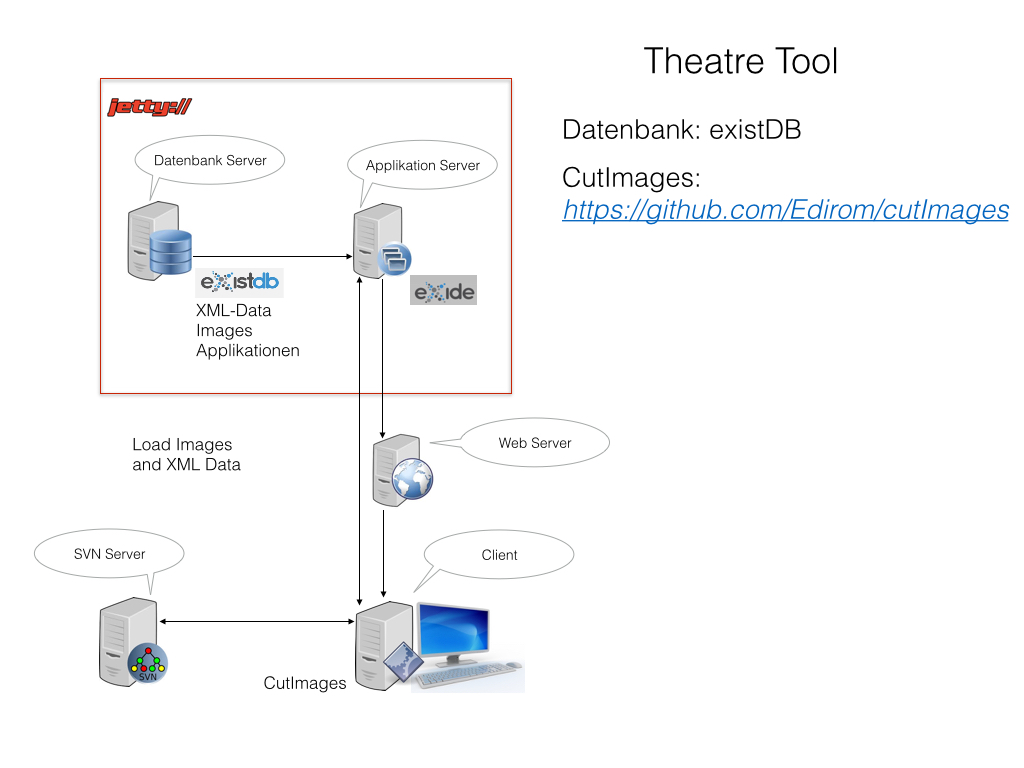 Theatre Tool
jetty://
Datenbank: existDB
CutImages:
https://github.com/Edirom/cutImages
Datenbank Server
Applikation Server
eXistdb
eXide
XML-Data
Images
Applikationen
Load Images
and XML Data
Web Server
SVN Server
Client
SVN
CutImages